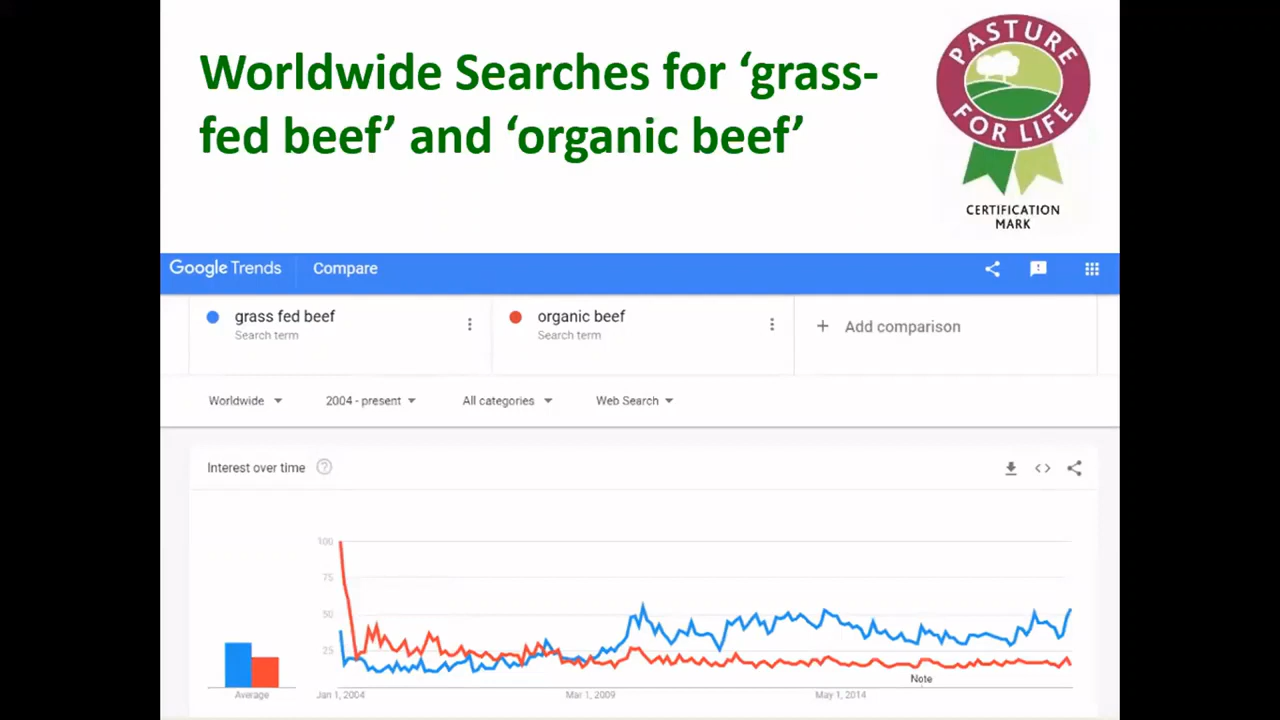 Worldwide Searches for ‘grass-
fed beef’ and ‘organic beef’
PASTURE
FOR LIFE
CERTIFICATION
MARK
Google Trends
Compare
grass fed beef
Search term
organic beef
Search term
+ Add comparison
Worldwide
2004 - present
All categories
Web Search
Interest over time
?
<>
100
75
50
25
Average
Jan 1, 2004
Mar 1, 2009
May 1, 2014
Note